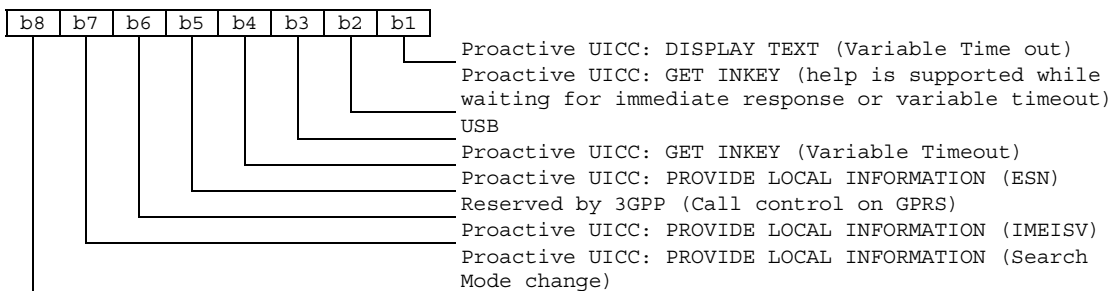 b8 b7 b6 b5 b4 b3 b2 b1
Proactive UICC: DISPLAY TEXT (Variable Time out)
Proactive UICC: GET INKEY (help is supported while
waiting for immediate response or variable timeout)
USB
Proactive UICC: GET INKEY (Variable Timeout)
Proactive UICC: PROVIDE LOCAL INFORMATION (ESN)
Reserved by 3GPP (Call control on GPRS)
Proactive UICC: PROVIDE LOCAL INFORMATION (IMEISV)
Proactive UICC: PROVIDE LOCAL INFORMATION (Search
Mode change)